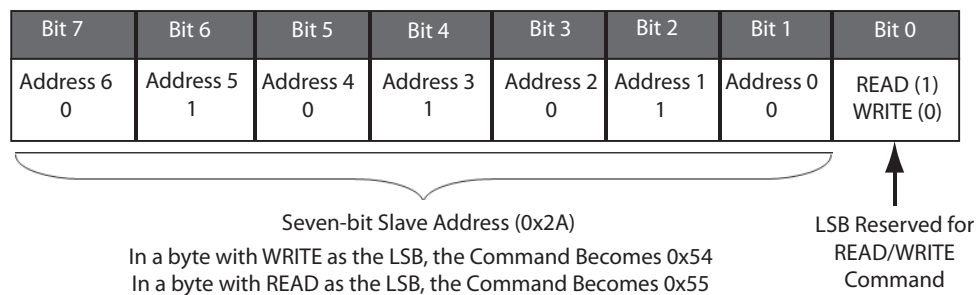 Bit 7 Bit 6 Bit 5 Bit 4 Bit 3 Bit 2 Bit 1 Bit 0
Address 6 Address 5 Address 4 Address 3 Address 2 Address 1 Address 0 READ (1)
0 1 0 1 0 1 0 WRITE (0)
Seven-bit Slave Address (0x2A)
In a byte with WRITE as the LSB, the Command Becomes 0x54
In a byte with READ as the LSB, the Command Becomes 0x55
LSB Reserved for
READ/WRITE
Command